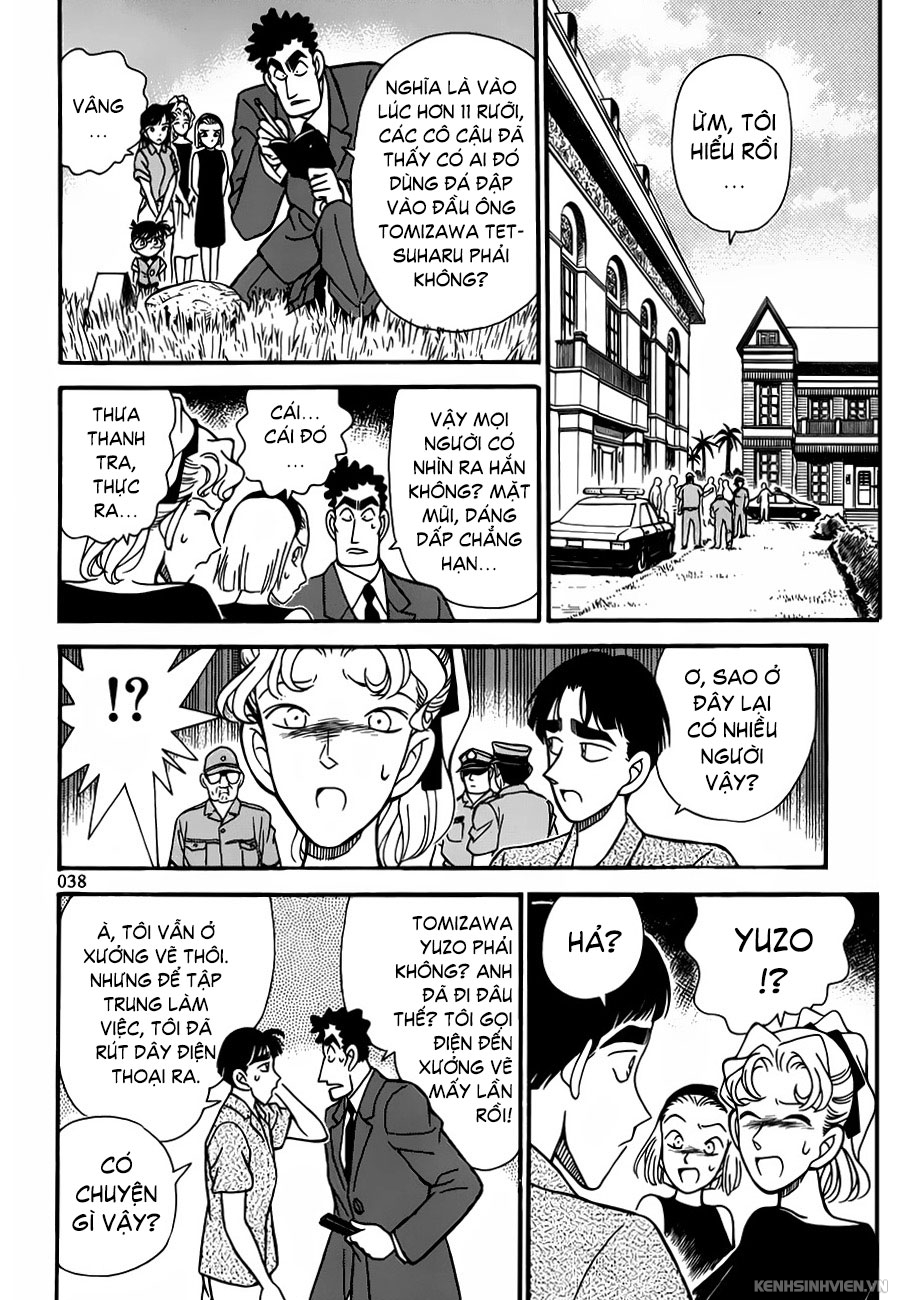 ỪM, TÔI
HIỂU RỒI
...
NGHĨA LÀ VÀO
LÚC HƠN 11 RƯỠI,
CÁC CÔ CẬU ĐÃ
THẤY CÓ AI ĐÓ
DÙNG ĐÁ ĐẬP
VÀO ĐẦU ÔNG
TOMIZAWA TET-
SUHARU PHẢI
KHÔNG?
VÂNG
...
VẬY MỌI
NGƯỜI CÓ
NHÌN RA HẮN
KHÔNG? MẶT
MŨI, DÁNG
DẤP CHẲNG
HẠN...
CÁI...
CÁI ĐÓ
...
THƯA
THANH
TRA,
THỰC
RA...
Ơ, SAO Ở
ĐÂY LẠI
CÓ NHIỀU
NGƯỜI
VẬY?
!?
038
YUZO
!?
HẢ?
TOMIZAWA
YUZO PHẢI
KHÔNG? ANH
ĐÃ ĐI ĐÂU
THẾ? TÔI GỌI
ĐIỆN ĐẾN
XƯỞNG VẼ
MẤY LẦN
RỒI!
À, TÔI VẪN Ở
XƯỞNG VẼ THÔI.
NHƯNG ĐỂ TẬP
TRUNG LÀM
VIỆC, TÔI ĐÃ
RÚT DÂY ĐIỆN
THOẠI RA.
CÓ
CHUYỆN
GÌ VẬY?
KENHSINHVIEN.VN